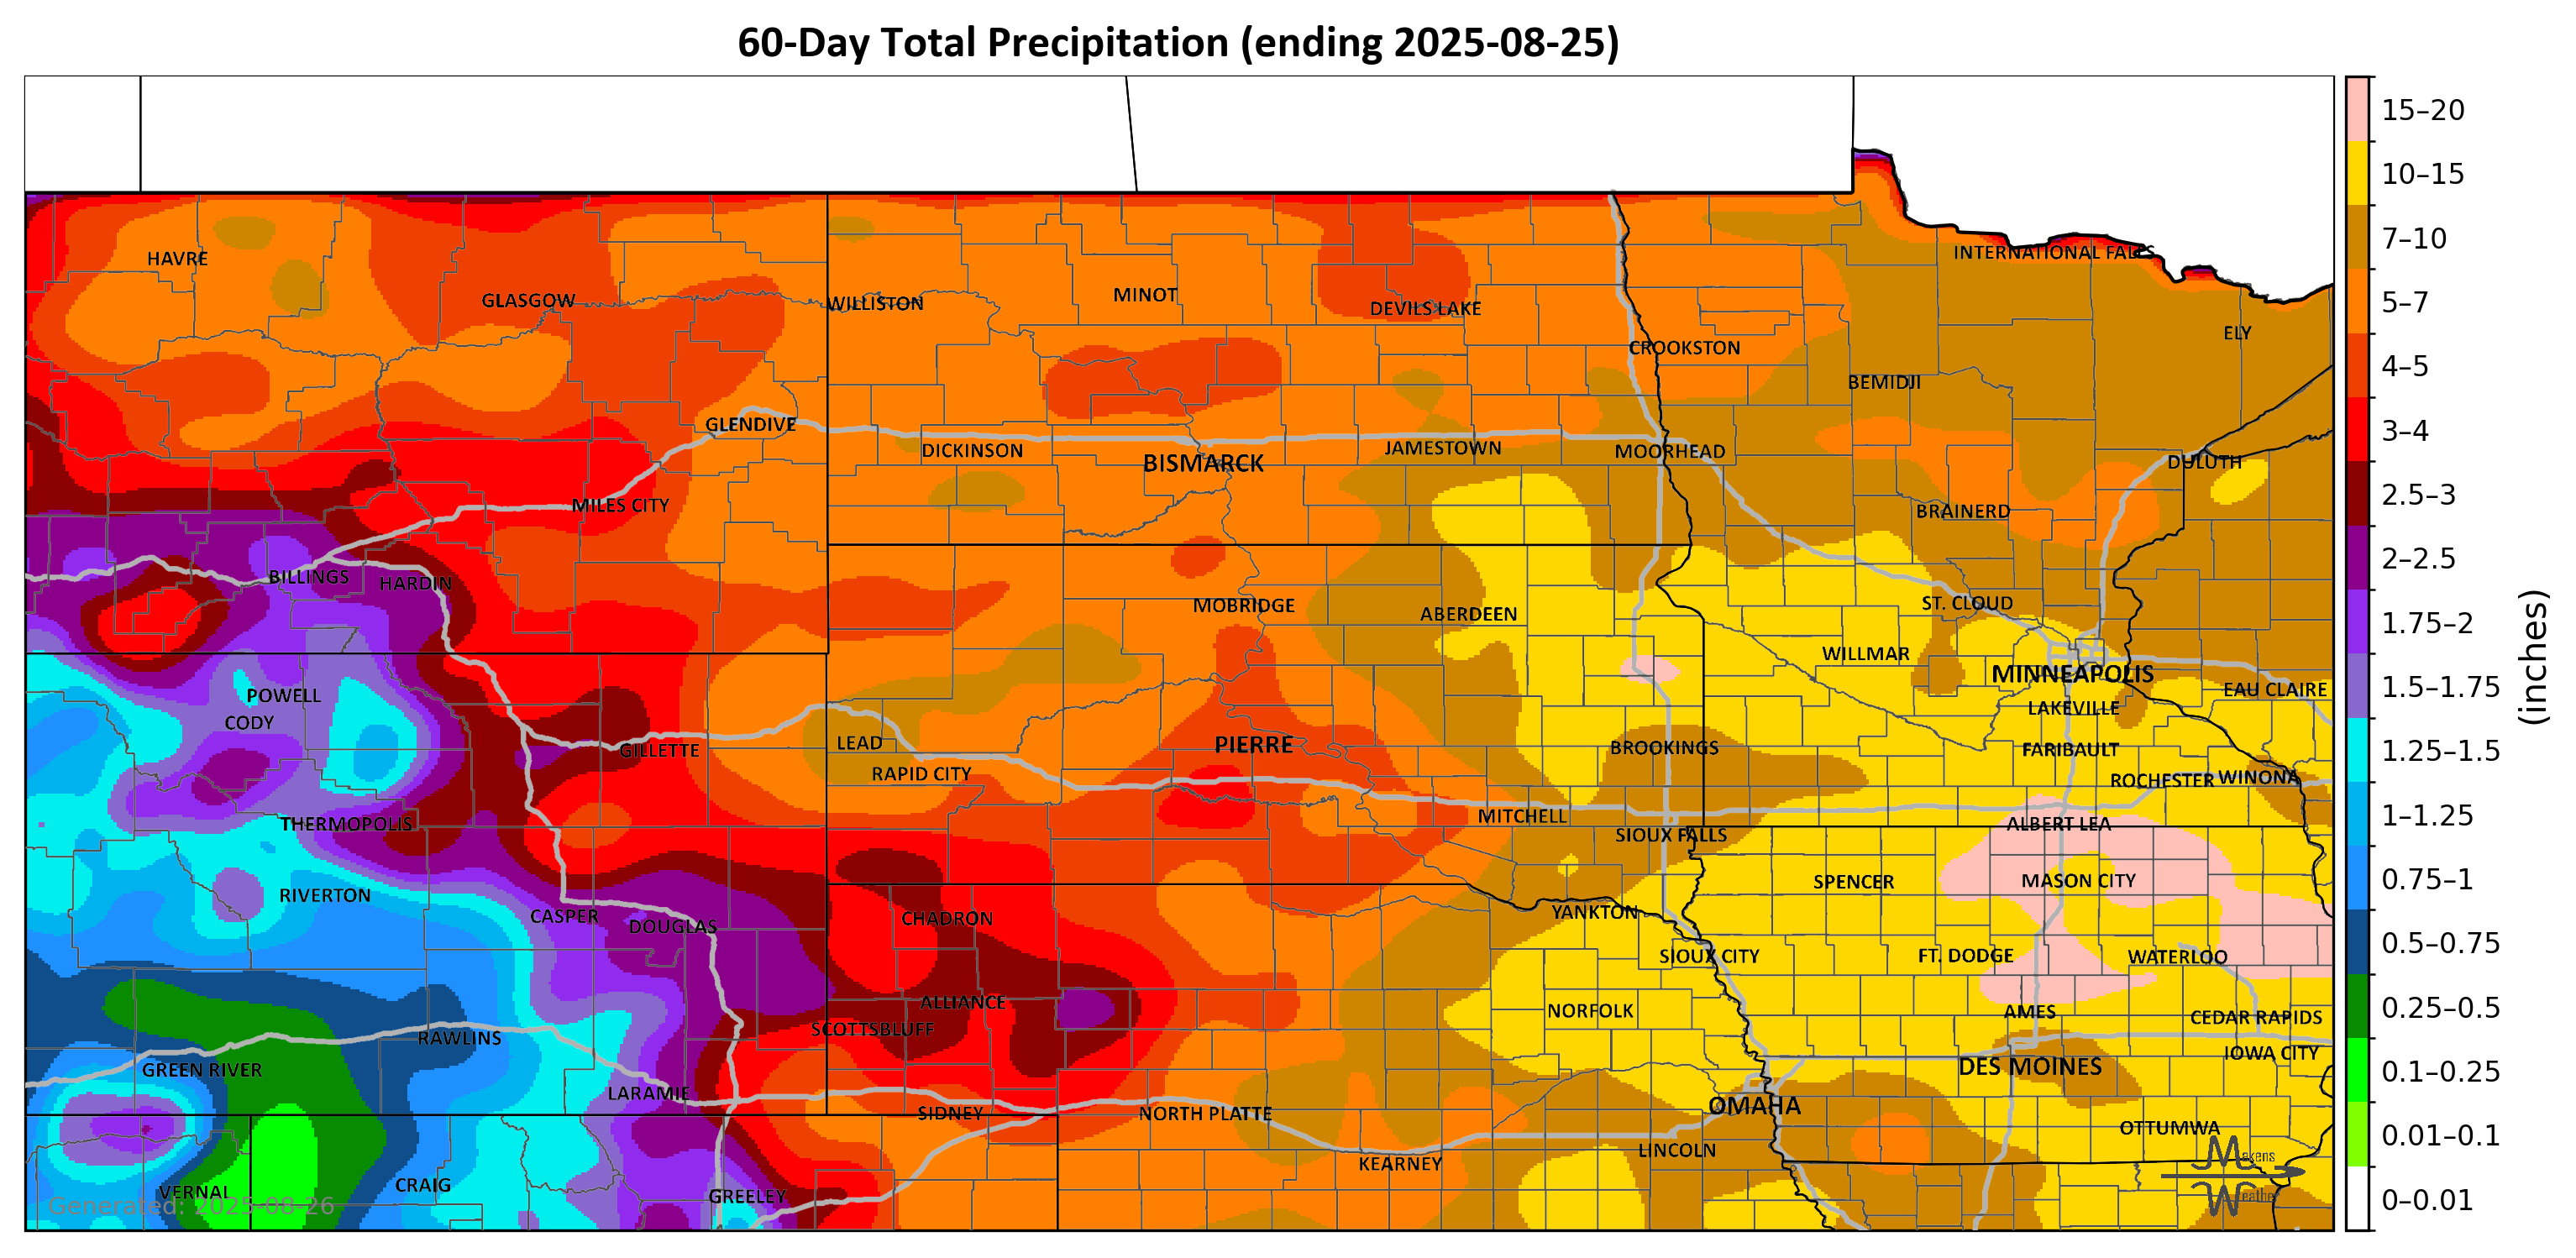 60-Day Total Precipitation (ending 2025-08-25)
15–20
10–15
7–10
5–7
4–5
3–4
2.5–3
2–2.5
1.75–2
1.5–1.75
1.25–1.5
1–1.25
0.75–1
0.5–0.75
0.25–0.5
0.1–0.25
0.01–0.1
0–0.01
(inches)
INTERNATIONAL FALLS
HAVRE
GLASGOW
WILLISTON
MINOT
DEVILS LAKE
ELY
CROOKSTON
BEMIDJI
GLENDIVE
DICKINSON
BISMARCK
JAMESTOWN
MOORHEAD
DULUTH
MILES CITY
BRAINERD
BILLINGS
HARDIN
MOBRIDGE
ABERDEEN
ST. CLOUD
WILLMAR
MINNEAPOLIS
POWELL
EAU CLAIRE
CODY
LAKEVILLE
GILLETTE
LEAD
PIERRE
BROOKINGS
FARIBAULT
RAPID CITY
ROCHESTER
WINONA
THERMOPOLIS
MITCHELL
SIOUX FALLS
ALBERT LEA
RIVERTON
SPENCER
MASON CITY
CASPER
DOUGLAS
CHADRON
YANKTON
SIOUX CITY
FT. DODGE
WATERLOO
ALLIANCE
NORFOLK
AMES
CEDAR RAPIDS
SCOTTSBLUFF
RAWLINS
IOWA CITY
GREEN RIVER
DES MOINES
LARAMIE
SIDNEY
NORTH PLATTE
OMAHA
OTTUMWA
LINCOLN
KEARNEY
VERNAL
CRAIG
GREELEY
Generated: 2025-08-26
Makens
Weather